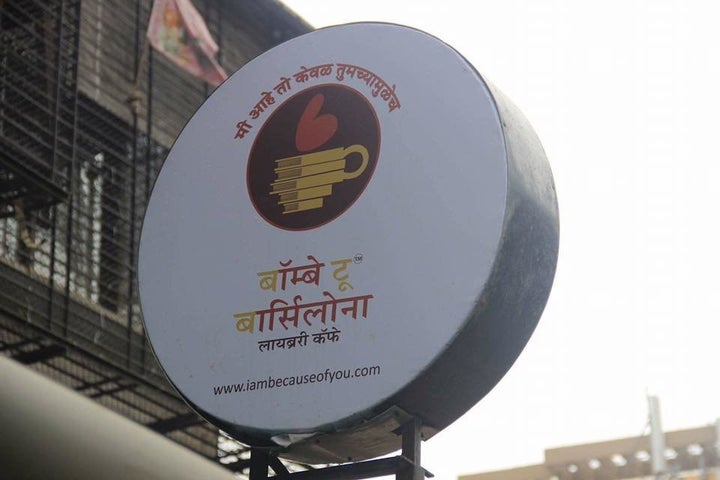 मी आहे तो केवळ तुमच्यामुळेच
बॉम्बे टू TM
बार्सिलोना
लायब्ररी कॅफे
www.iambecauseofyou.com